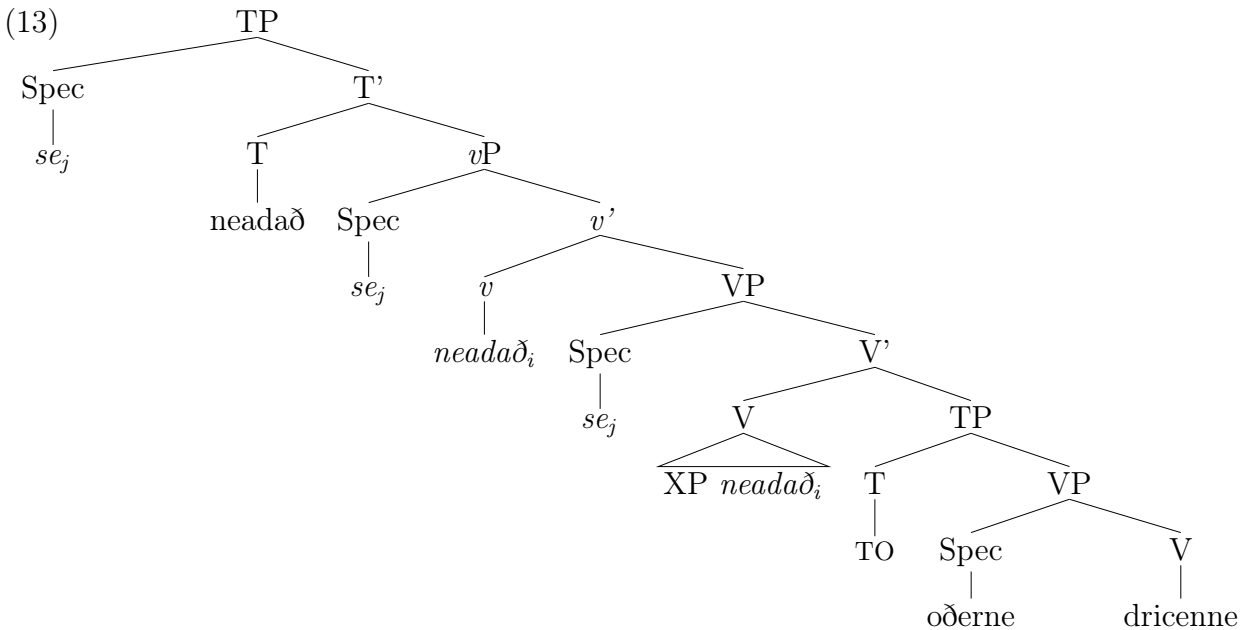 (13) TP
Spec T’
se_j T vP
neadað Spec v’
se_j v VP
neadað_i Spec V’
se_j V TP
XP neadað_i T VP
TO Spec V
oðerne dricenne